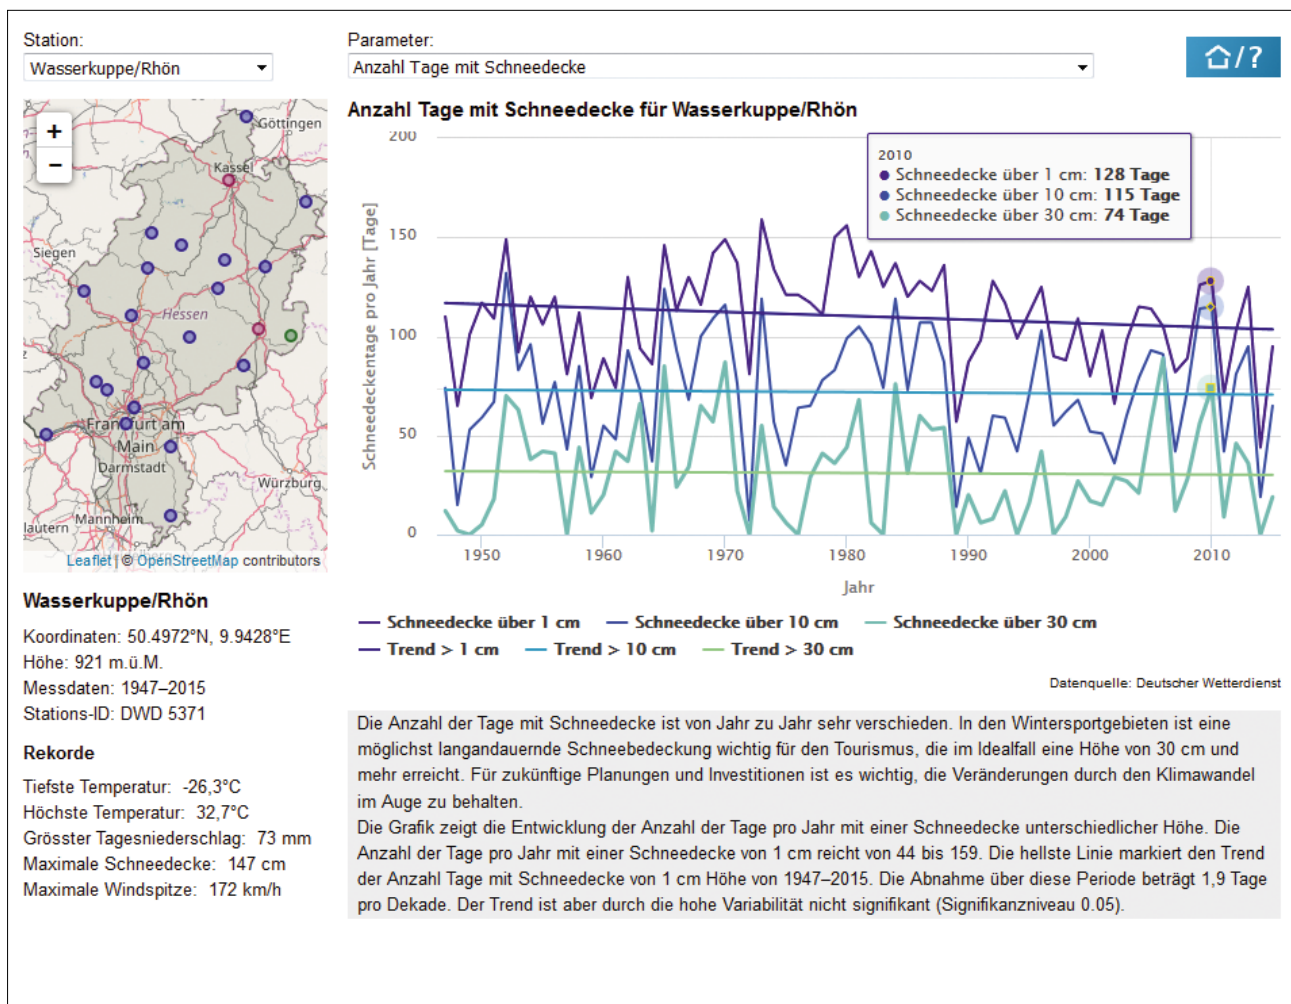 Station:
Wasserkuppe/Rhön
Parameter:
Anzahl Tage mit Schneedecke
/?
+
−
Göttingen
Kassel
Siegen
Hessen
Frankfurt am
Main
Darmstadt
Würzburg
Mannheim
lautern
Leaflet | © OpenStreetMap contributors
Anzahl Tage mit Schneedecke für Wasserkuppe/Rhön
200
150
100
50
0
Schneedeckentage pro Jahr [Tage]
2010
Schneedecke über 1 cm: 128 Tage
Schneedecke über 10 cm: 115 Tage
Schneedecke über 30 cm: 74 Tage
1950 1960 1970 1980 1990 2000 2010
Jahr
Schneedecke über 1 cm Schneedecke über 10 cm Schneedecke über 30 cm
Trend > 1 cm Trend > 10 cm Trend > 30 cm
Datenquelle: Deutscher Wetterdienst
Wasserkuppe/Rhön
Koordinaten: 50.4972°N, 9.9428°E
Höhe: 921 m.ü.M.
Messdaten: 1947–2015
Stations-ID: DWD 5371
Rekorde
Tiefste Temperatur: -26,3°C
Höchste Temperatur: 32,7°C
Grösster Tagesniederschlag: 73 mm
Maximale Schneedecke: 147 cm
Maximale Windspitze: 172 km/h
Die Anzahl der Tage mit Schneedecke ist von Jahr zu Jahr sehr verschieden. In den Wintersportgebieten ist eine
möglichst langandauernde Schneebedeckung wichtig für den Tourismus, die im Idealfall eine Höhe von 30 cm und
mehr erreicht. Für zukünftige Planungen und Investitionen ist es wichtig, die Veränderungen durch den Klimawandel
im Auge zu behalten.
Die Grafik zeigt die Entwicklung der Anzahl der Tage pro Jahr mit einer Schneedecke unterschiedlicher Höhe. Die
Anzahl der Tage pro Jahr mit einer Schneedecke von 1 cm reicht von 44 bis 159. Die hellste Linie markiert den Trend
der Anzahl Tage mit Schneedecke von 1 cm Höhe von 1947–2015. Die Abnahme über diese Periode beträgt 1,9 Tage
pro Dekade. Der Trend ist aber durch die hohe Variabilität nicht signifikant (Signifikanzniveau 0.05).